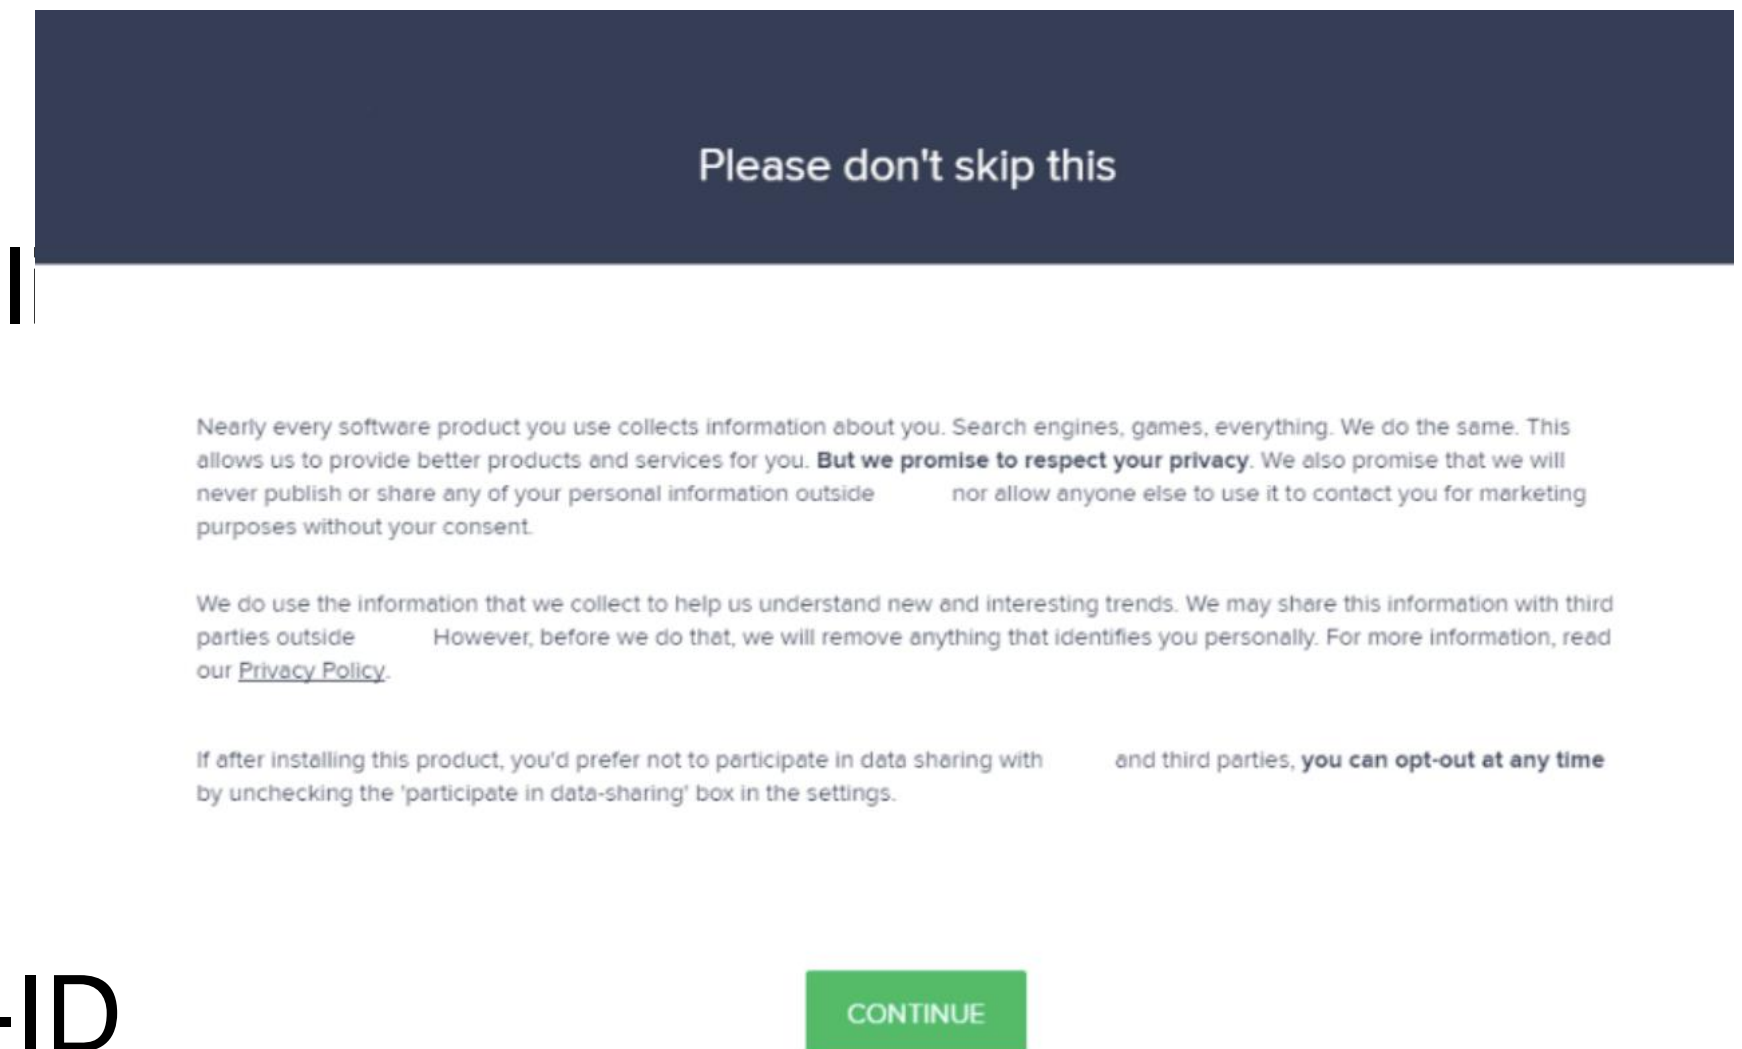 Please don't skip this
Nearly every software product you use collects information about you. Search engines, games, everything. We do the same. This
allows us to provide better products and services for you. But we promise to respect your privacy. We also promise that we will
never publish or share any of your personal information outside nor allow anyone else to use it to contact you for marketing
purposes without your consent.
We do use the information that we collect to help us understand new and interesting trends. We may share this information with third
parties outside However, before we do that, we will remove anything that identifies you personally. For more information, read
our Privacy Policy.
If after installing this product, you'd prefer not to participate in data sharing with and third parties, you can opt-out at any time
by unchecking the 'participate in data-sharing' box in the settings.
-ID
CONTINUE